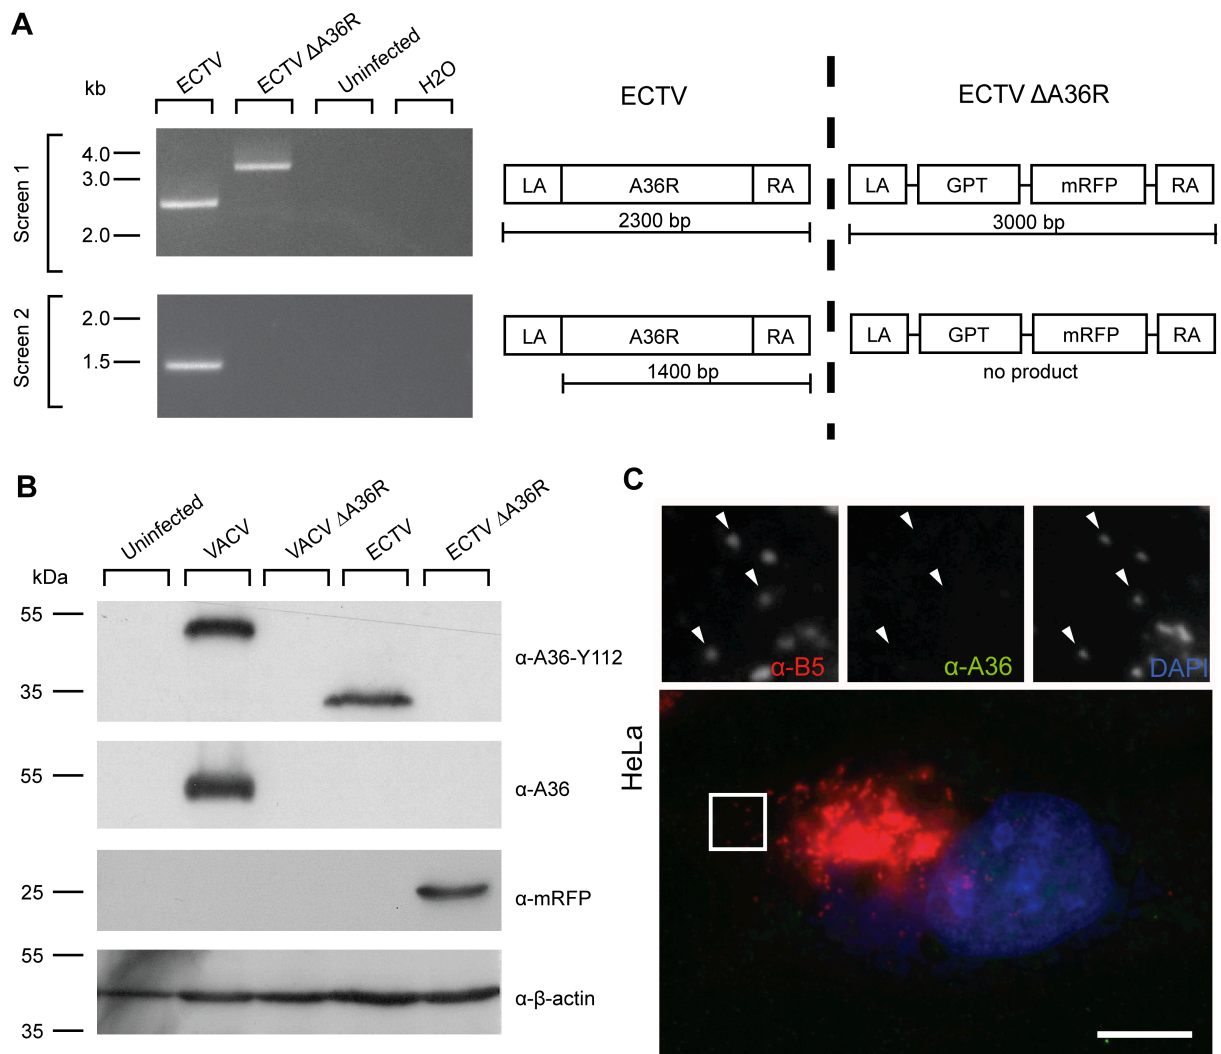 A
kb
ECTV
ECTV ΔA36R
Uninfected
H2O
Screen 1
4.0
3.0
2.0
Screen 2
2.0
1.5
ECTV
ECTV ΔA36R
LA A36R RA
2300 bp
LA GPT mRFP RA
3000 bp
LA A36R RA
1400 bp
LA GPT mRFP RA
no product
B
kDa
Uninfected
VACV
VACV ΔA36R
ECTV
ECTV ΔA36R
55
35
α-A36-Y112
55
α-A36
25
α-mRFP
55
35
α-β-actin
C
α-B5
α-A36
DAPI
HeLa